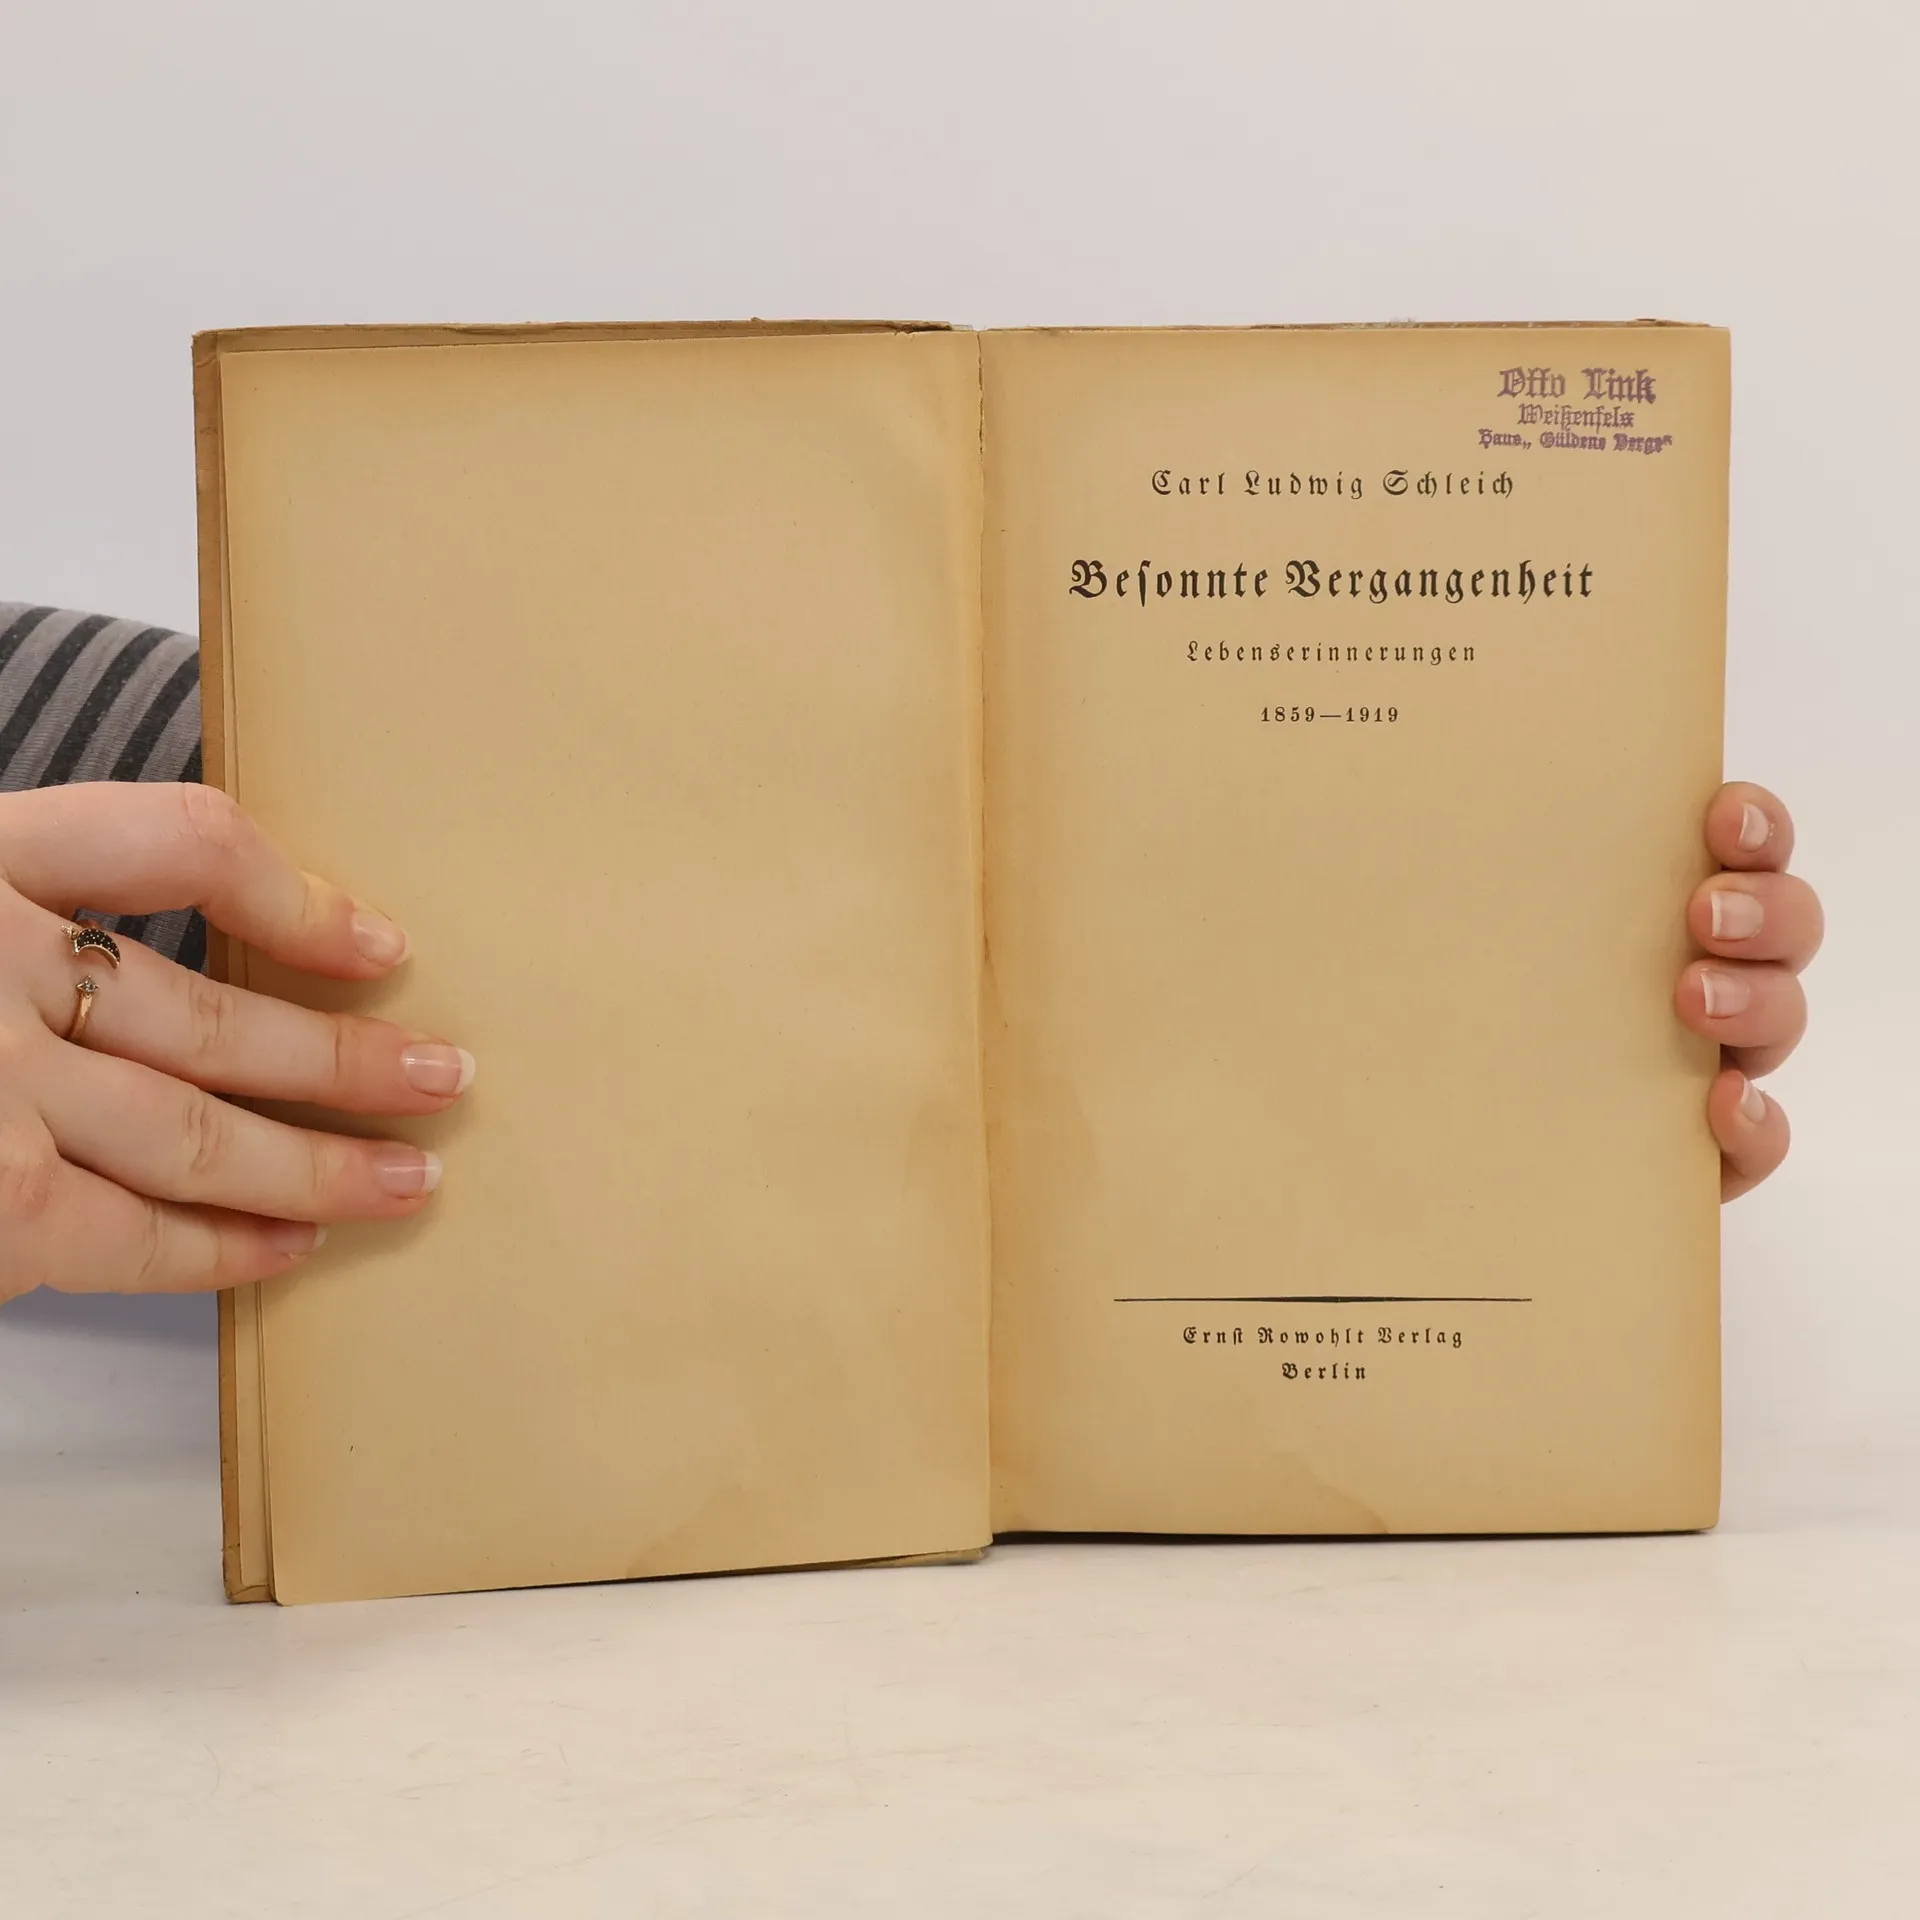 Otto Link
Weißenfels
Haus „Güldene Berge“
Carl Ludwig Schleich
Beſonnte Vergangenheit
Lebenserinnerungen
1859—1919
Ernſt Rowohlt Verlag
Berlin